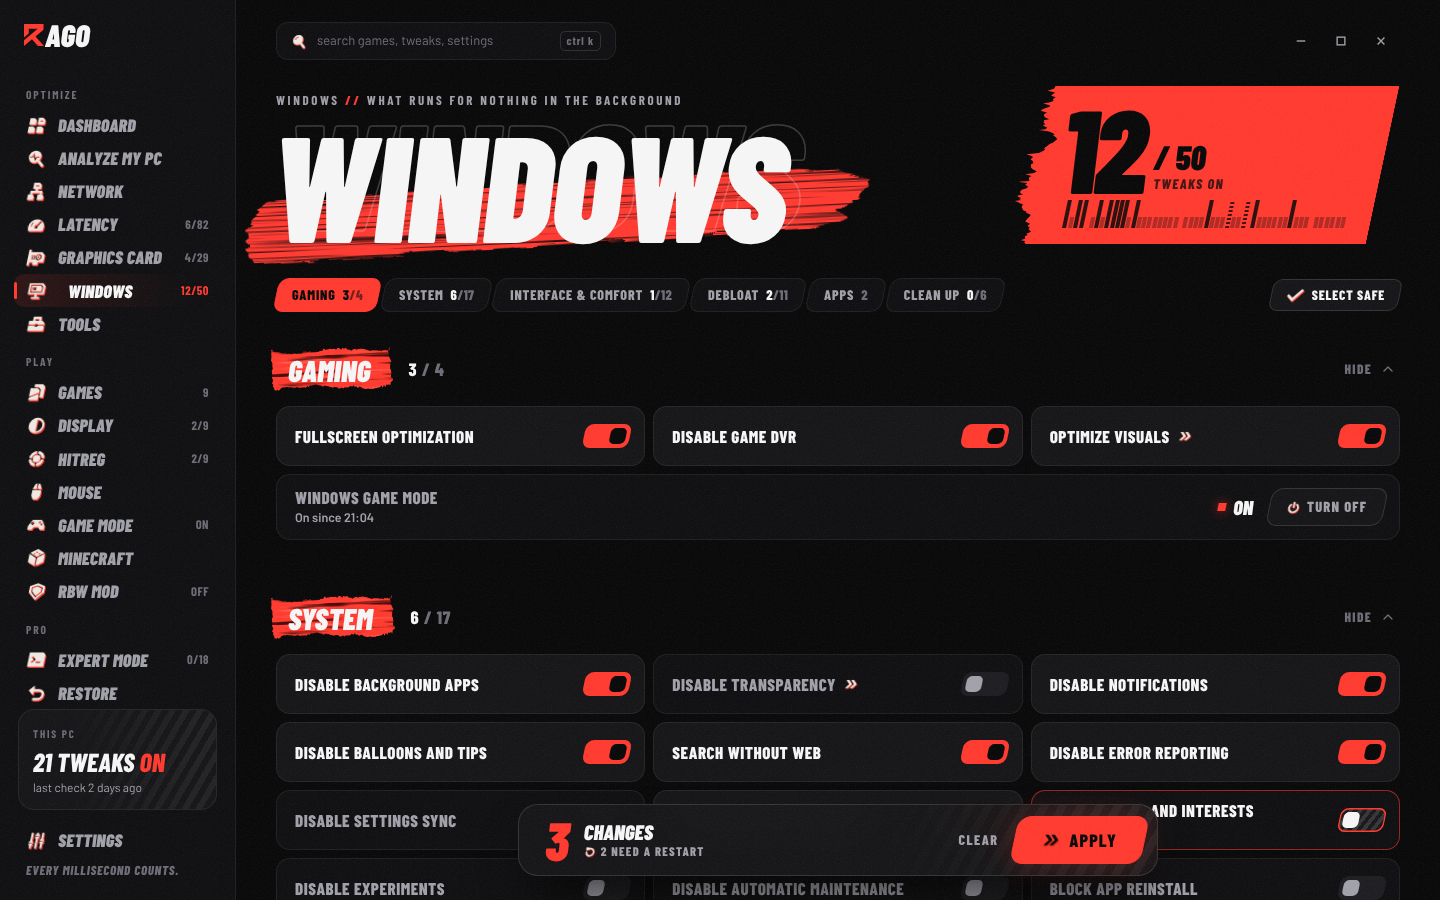 RAGO
search games, tweaks, settings
ctrl k
OPTIMIZE
DASHBOARD
ANALYZE MY PC
NETWORK
LATENCY 6/82
GRAPHICS CARD 4/29
WINDOWS 12/50
TOOLS
PLAY
GAMES 9
DISPLAY 2/9
HITREG 2/9
MOUSE
GAME MODE ON
MINECRAFT
RBW MOD OFF
PRO
EXPERT MODE 0/18
RESTORE
THIS PC
21 TWEAKS ON
last check 2 days ago
SETTINGS
EVERY MILLISECOND COUNTS.
WINDOWS // WHAT RUNS FOR NOTHING IN THE BACKGROUND
WINDOWS
12 / 50
TWEAKS ON
GAMING 3/4
SYSTEM 6/17
INTERFACE & COMFORT 1/12
DEBLOAT 2/11
APPS 2
CLEAN UP 0/6
SELECT SAFE
GAMING 3 / 4
HIDE
FULLSCREEN OPTIMIZATION
DISABLE GAME DVR
OPTIMIZE VISUALS
WINDOWS GAME MODE
On since 21:04
ON
TURN OFF
SYSTEM 6 / 17
HIDE
DISABLE BACKGROUND APPS
DISABLE TRANSPARENCY
DISABLE NOTIFICATIONS
DISABLE BALLOONS AND TIPS
SEARCH WITHOUT WEB
DISABLE ERROR REPORTING
DISABLE SETTINGS SYNC
AND INTERESTS
3 CHANGES
2 NEED A RESTART
CLEAR
APPLY
DISABLE EXPERIMENTS
DISABLE AUTOMATIC MAINTENANCE
BLOCK APP REINSTALL